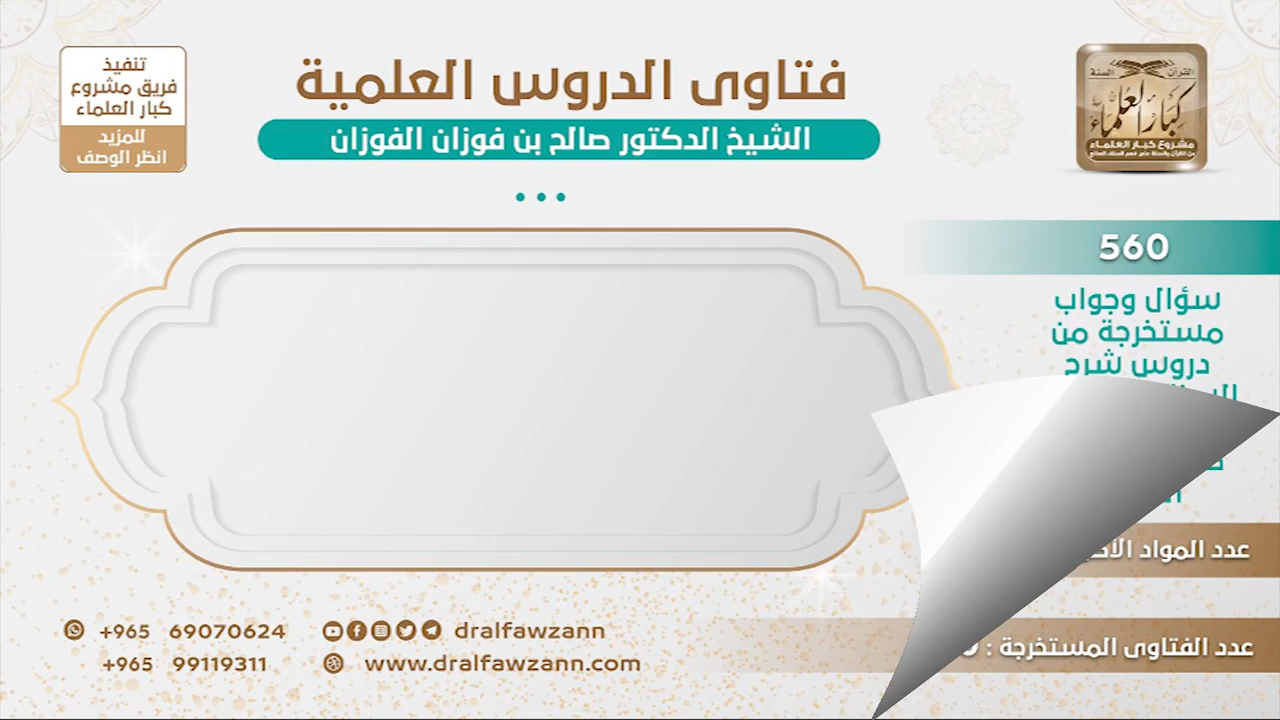 تنفيذ
فريق مشروع
كبار العلماء
للمزيد
انظر الوصف
فتاوى الدروس العلمية
الشيخ الدكتور صالح بن فوزان الفوزان
القرآن السنة
كبار العلماء
مشروع كبار العلماء
560
سؤال وجواب
مستخرجة من
دروس شرح
عدد المواد
عدد الفتاوى المستخرجة :
+965 69070624
dralfawzann
+965 99119311
www.dralfawzann.com